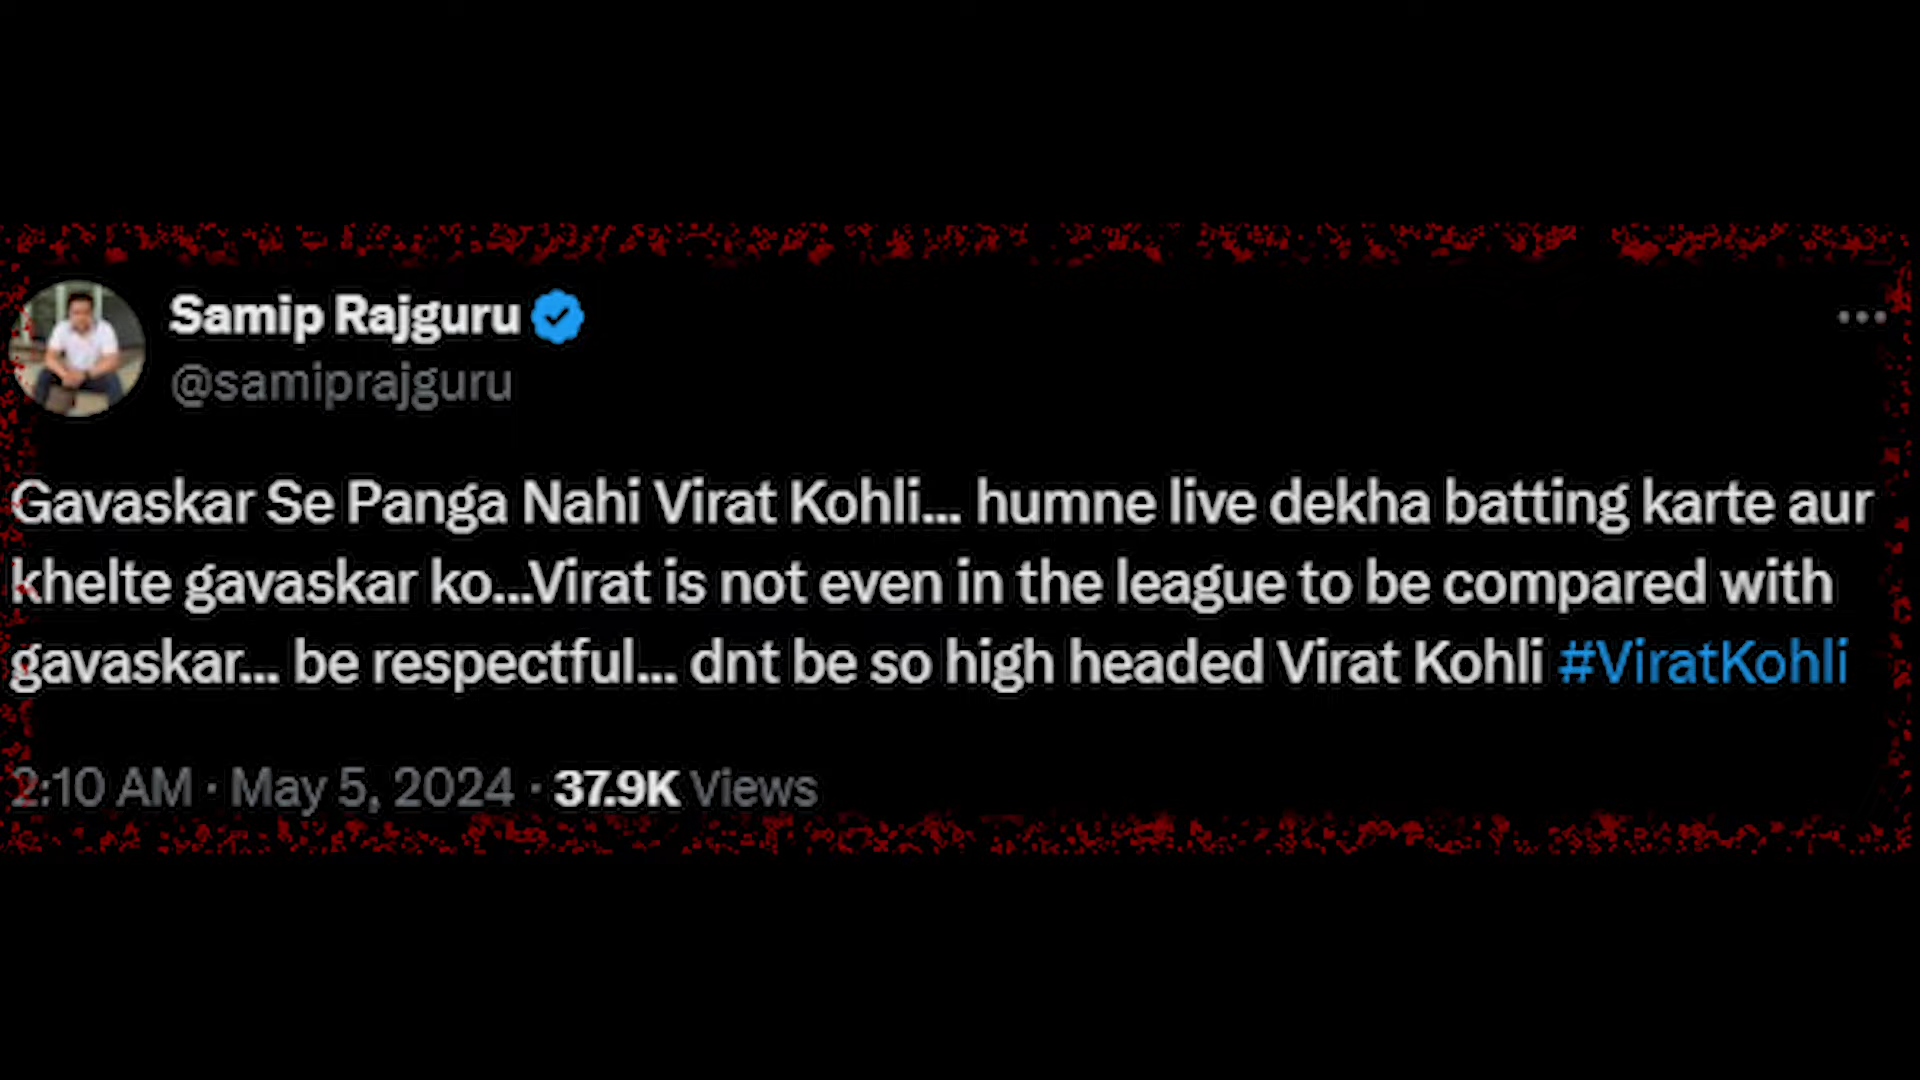 Samip Rajguru
@samiprajguru
Gavaskar Se Panga Nahi Virat Kohli... humne live dekha batting karte aur
khelte gavaskar ko...Virat is not even in the league to be compared with
gavaskar... be respectful... dnt be so high headed Virat Kohli #ViratKohli
2:10 AM · May 5, 2024 · 37.9K Views